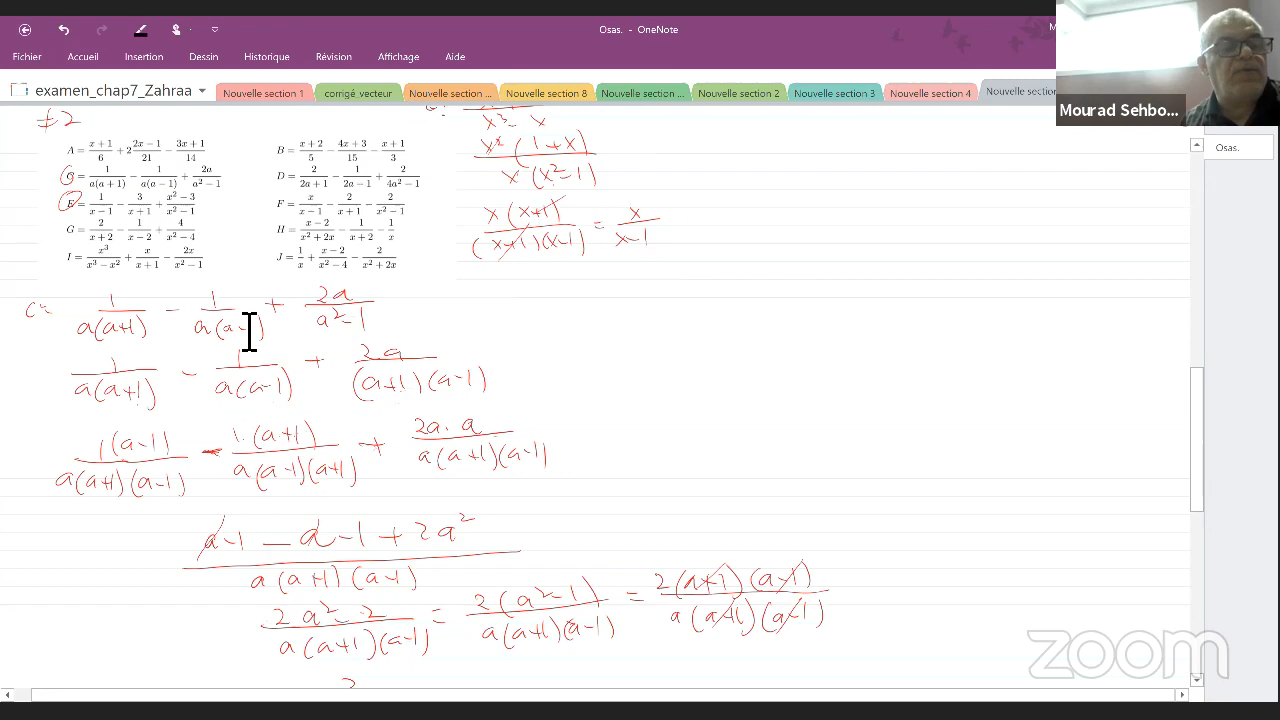 Osas. - OneNote
Fichier Accueil Insertion Dessin Historique Révision Affichage Aide
examen_chap7_Zahraa Nouvelle section 1 corrigé vecteur Nouvelle section ... Nouvelle section 8 Nouvelle section ... Nouvelle section 2 Nouvelle section 3 Nouvelle section 4 Nouvelle section
Mourad Sehbo...
Osas.
#2
A = (x+1)/6 + 2 (2x−1)/21 − (3x+1)/14
B = (x+2)/5 − (4x+3)/15 − (x+1)/3
C = 1/(a(a+1)) − 1/(a(a−1)) + 2a/(a²−1)
D = 2/(2a+1) − 1/(2a−1) + 2/(4a²−1)
E = 1/(x−1) − 3/(x+1) + (x²−3)/(x²−1)
F = x/(x−1) − 2/(x+1) − 2/(x²−1)
G = 2/(x+2) − 1/(x−2) + 4/(x²−4)
H = (x−2)/(x²+2x) − 1/(x+2) − 1/x
I = x³/(x³−x²) + x/(x+1) − 2x/(x²−1)
J = 1/x + (x−2)/(x²−4) − 2/(x²+2x)
x³ − x
x(x²−1)
x(x+1)/((x+1)(x−1)) = x/(x−1)
C = 1/(a(a+1)) − 1/(a(a−1)) + 2a/(a²−1)
1/(a(a+1)) − 1/(a(a−1)) + 2a/((a+1)(a−1))
1(a−1)/(a(a+1)(a−1)) − 1·(a+1)/(a(a−1)(a+1)) + 2a·a/(a(a+1)(a−1))
(a−1 − a−1 + 2a²)/(a(a+1)(a−1))
(2a²−2)/(a(a+1)(a−1)) = 2(a²−1)/(a(a+1)(a−1)) = 2(a+1)(a−1)/(a(a+1)(a−1))
2
zoom